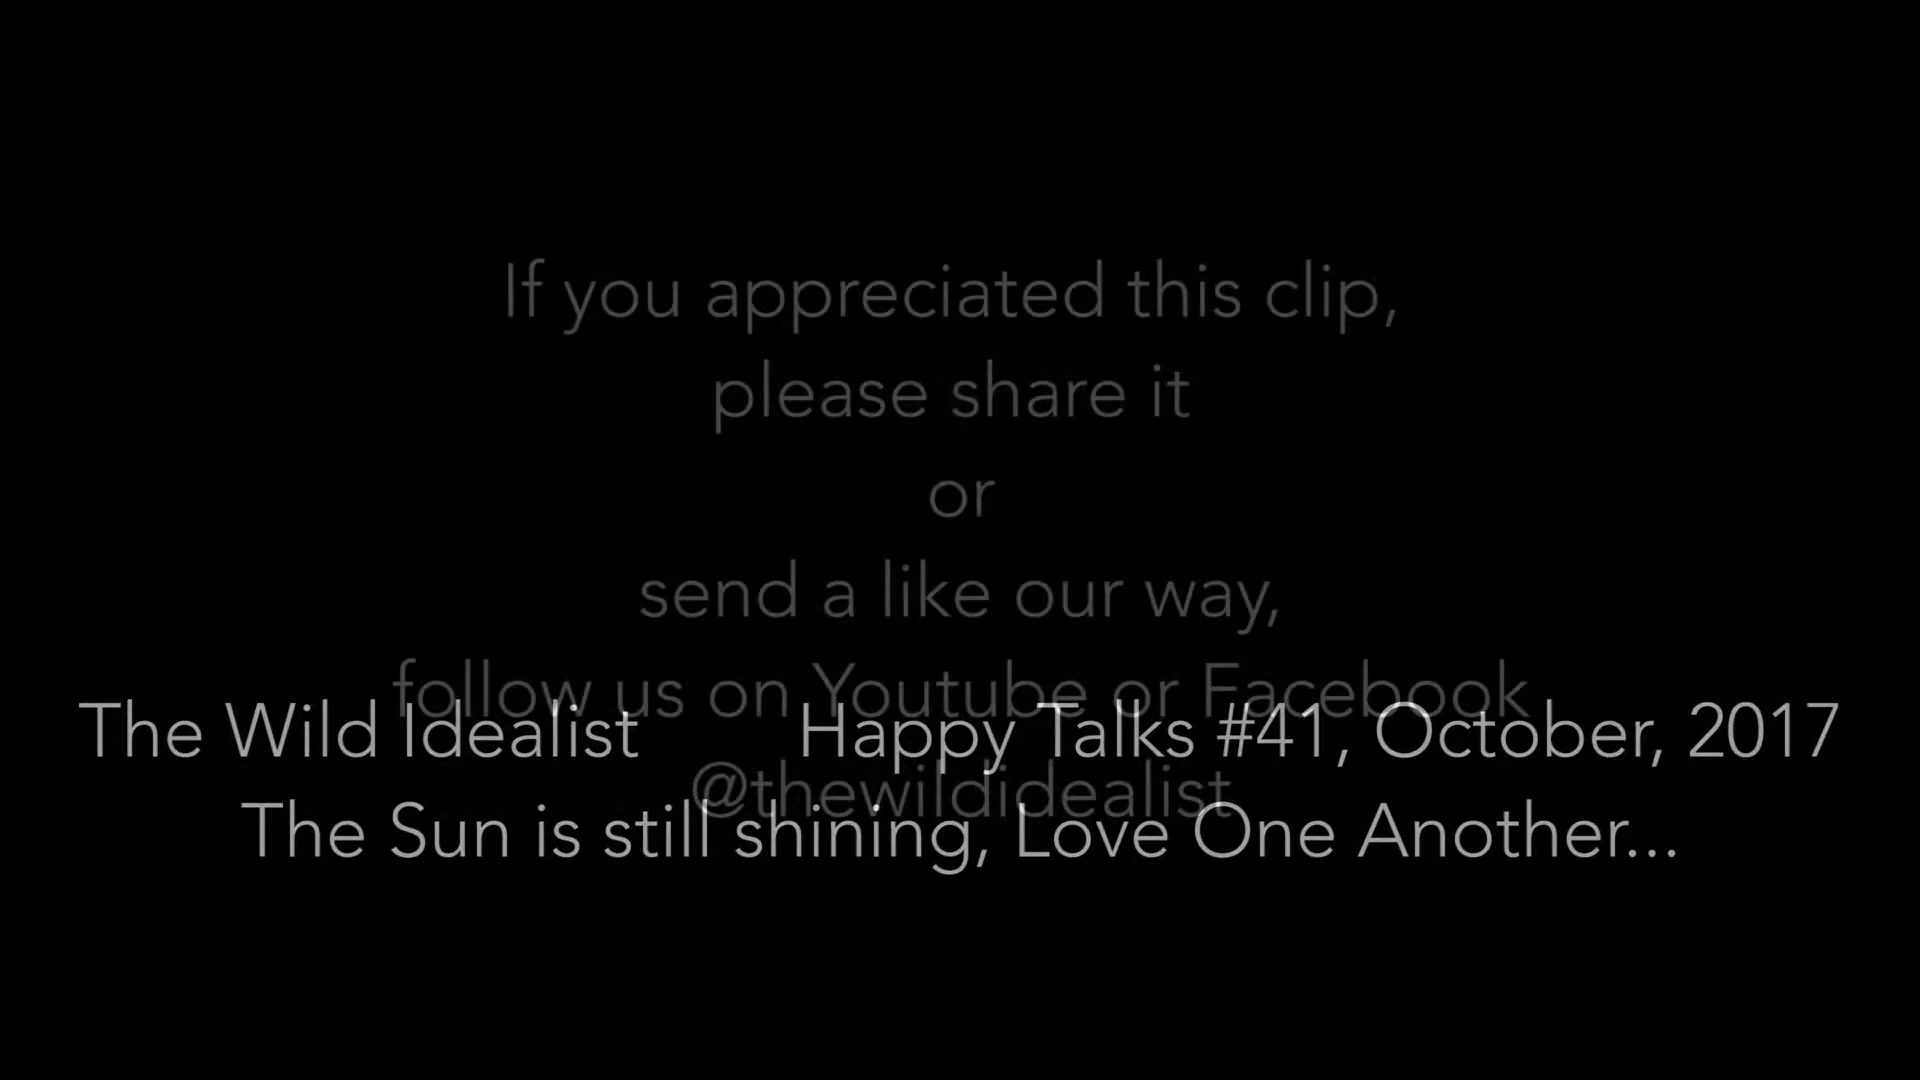 If you appreciated this clip,
please share it
or
send a like our way,
follow us on Youtube or Facebook
@thewildidealist
The Wild Idealist Happy Talks #41, October, 2017
The Sun is still shining, Love One Another...